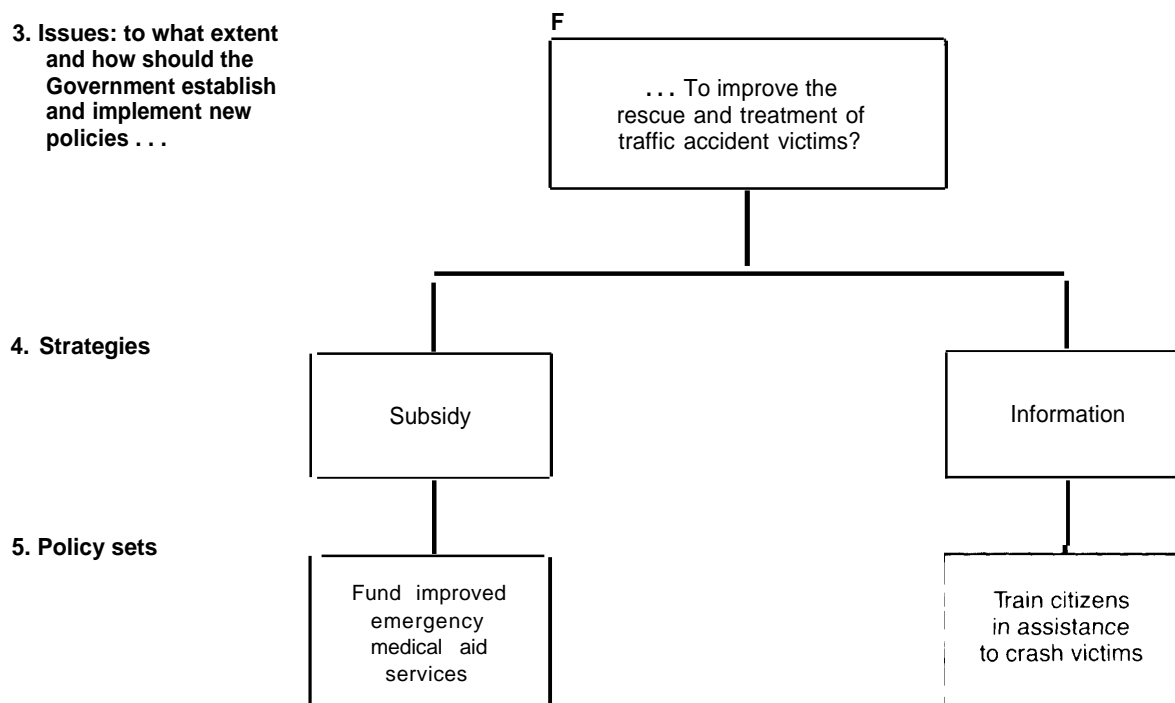 3. Issues: to what extent
and how should the
Government establish
and implement new
policies . . .
F
. . . To improve the
rescue and treatment of
traffic accident victims?
4. Strategies
Subsidy
Information
5. Policy sets
Fund improved
emergency
medical aid
services
Train citizens
in assistance
to crash victims